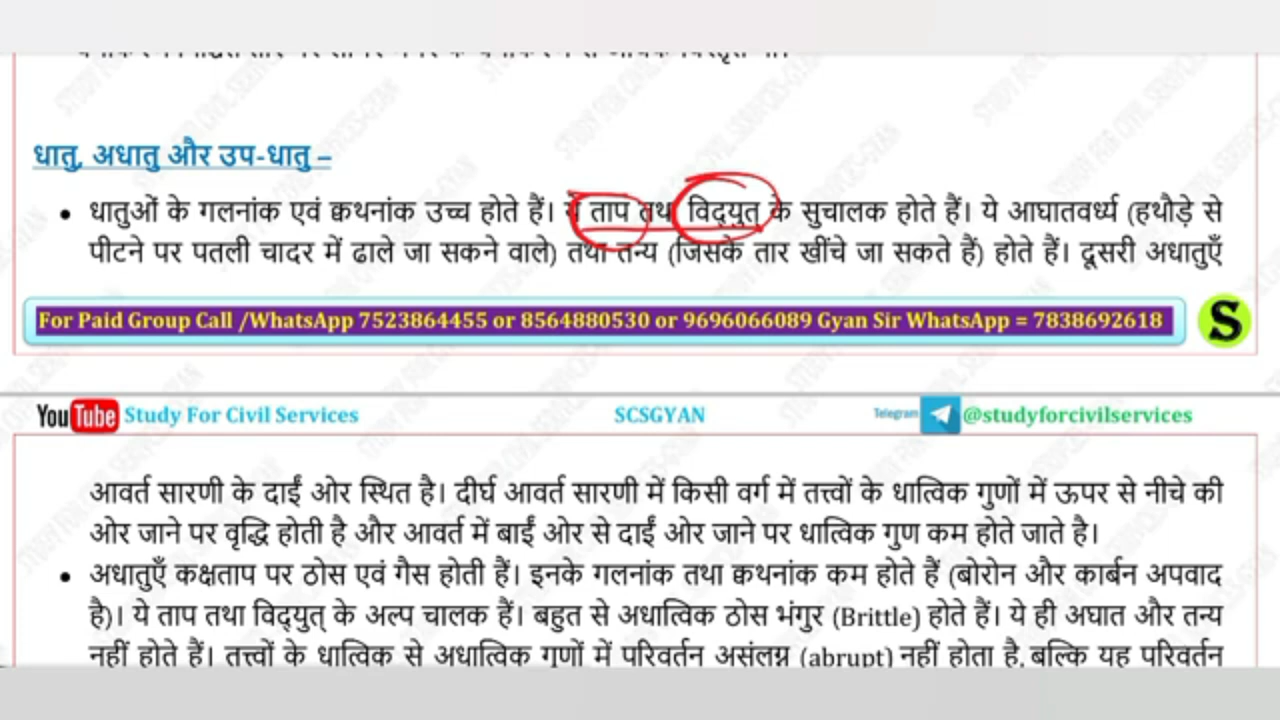 धातु, अधातु और उप-धातु –
• धातुओं के गलनांक एवं क्वथनांक उच्च होते हैं। ये ताप तथा विद्युत् के सुचालक होते हैं। ये आघातवर्ध्य (हथौड़े से
पीटने पर पतली चादर में ढाले जा सकने वाले) तथा तन्य (जिसके तार खींचे जा सकते हैं) होते हैं। दूसरी अधातुएँ
For Paid Group Call /WhatsApp 7523864455 or 8564880530 or 9696066089 Gyan Sir WhatsApp = 7838692618
S
YouTube Study For Civil Services SCSGYAN Telegram @studyforcivilservices
आवर्त सारणी के दाईं ओर स्थित है। दीर्घ आवर्त सारणी में किसी वर्ग में तत्त्वों के धात्विक गुणों में ऊपर से नीचे की
ओर जाने पर वृद्धि होती है और आवर्त में बाईं ओर से दाईं ओर जाने पर धात्विक गुण कम होते जाते है।
• अधातुएँ कक्षताप पर ठोस एवं गैस होती हैं। इनके गलनांक तथा क्वथनांक कम होते हैं (बोरोन और कार्बन अपवाद
है)। ये ताप तथा विद्युत् के अल्प चालक हैं। बहुत से अधात्विक ठोस भंगुर (Brittle) होते हैं। ये ही अघात और तन्य
नहीं होते हैं। तत्त्वों के धात्विक से अधात्विक गुणों में परिवर्तन असंलग्न (abrupt) नहीं होता है, बल्कि यह परिवर्तन